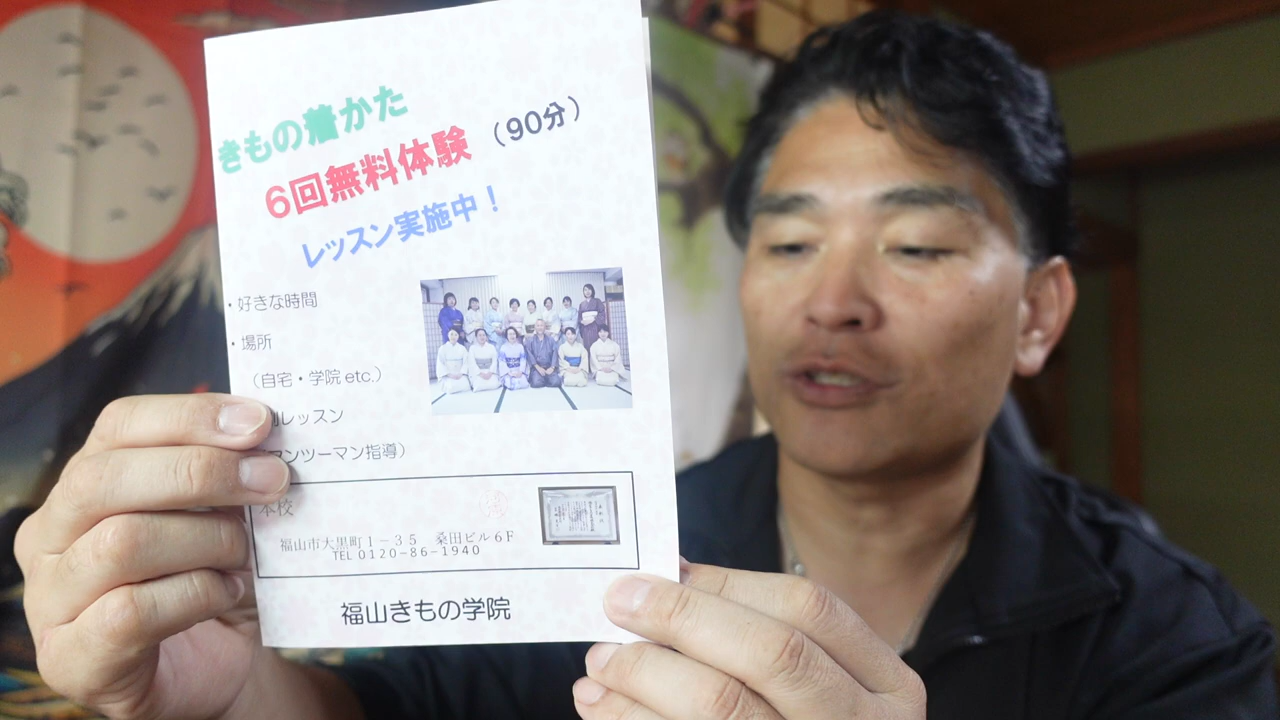 きもの着かた
6回無料体験（90分）
レッスン実施中！
・好きな時間
・場所
（自宅・学院 etc.）
レッスン
マンツーマン指導）
本校
福山市大黒町１－３５　桑田ビル６F
TEL 0120-86-1940
福山きもの学院